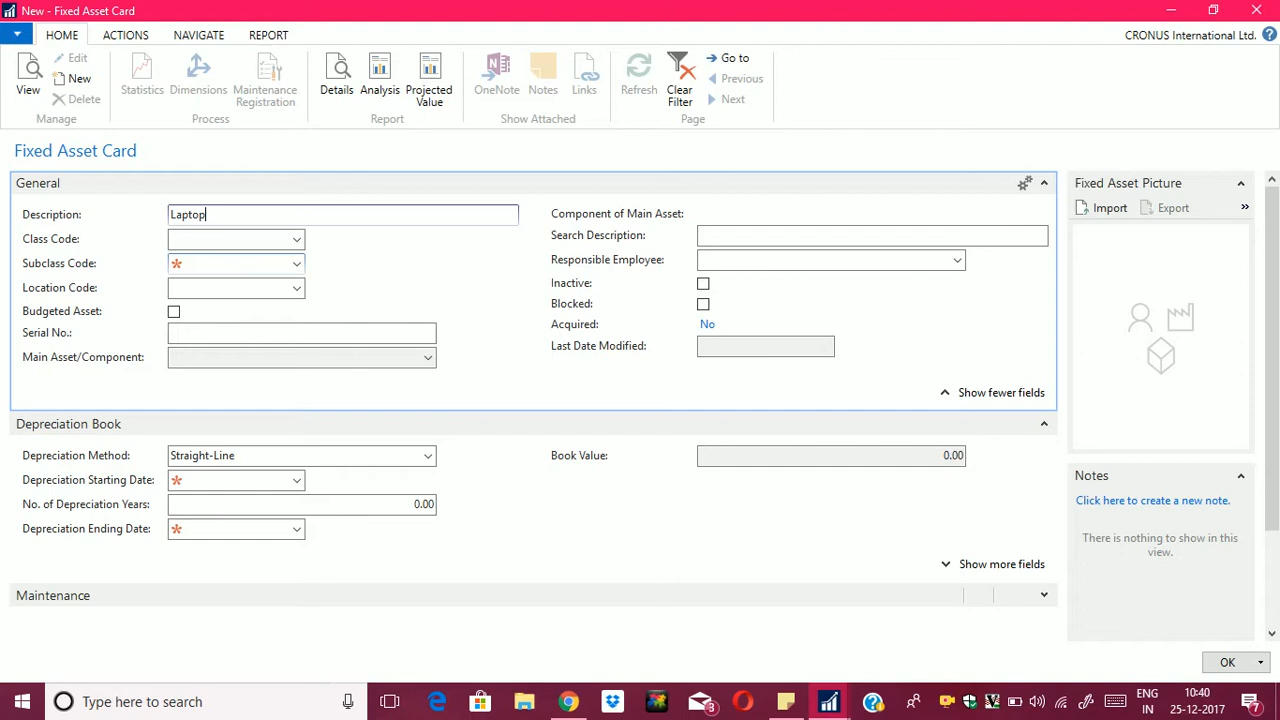 New - Fixed Asset Card
HOME ACTIONS NAVIGATE REPORT CRONUS International Ltd.
View Edit New Delete
Statistics Dimensions Maintenance Registration
Details Analysis Projected Value
OneNote Notes Links
Refresh Clear Filter Go to Previous Next
Manage Process Report Show Attached Page
Fixed Asset Card
General
Description: Laptop
Class Code:
Subclass Code: *
Location Code:
Budgeted Asset:
Serial No.:
Main Asset/Component:
Component of Main Asset:
Search Description:
Responsible Employee:
Inactive:
Blocked:
Acquired: No
Last Date Modified:
Show fewer fields
Depreciation Book
Depreciation Method: Straight-Line
Depreciation Starting Date: *
No. of Depreciation Years: 0.00
Depreciation Ending Date: *
Book Value: 0.00
Show more fields
Maintenance
Fixed Asset Picture
Import Export
Notes
Click here to create a new note.
There is nothing to show in this
view.
OK
Type here to search
3
ENG
IN
10:40
25-12-2017
7